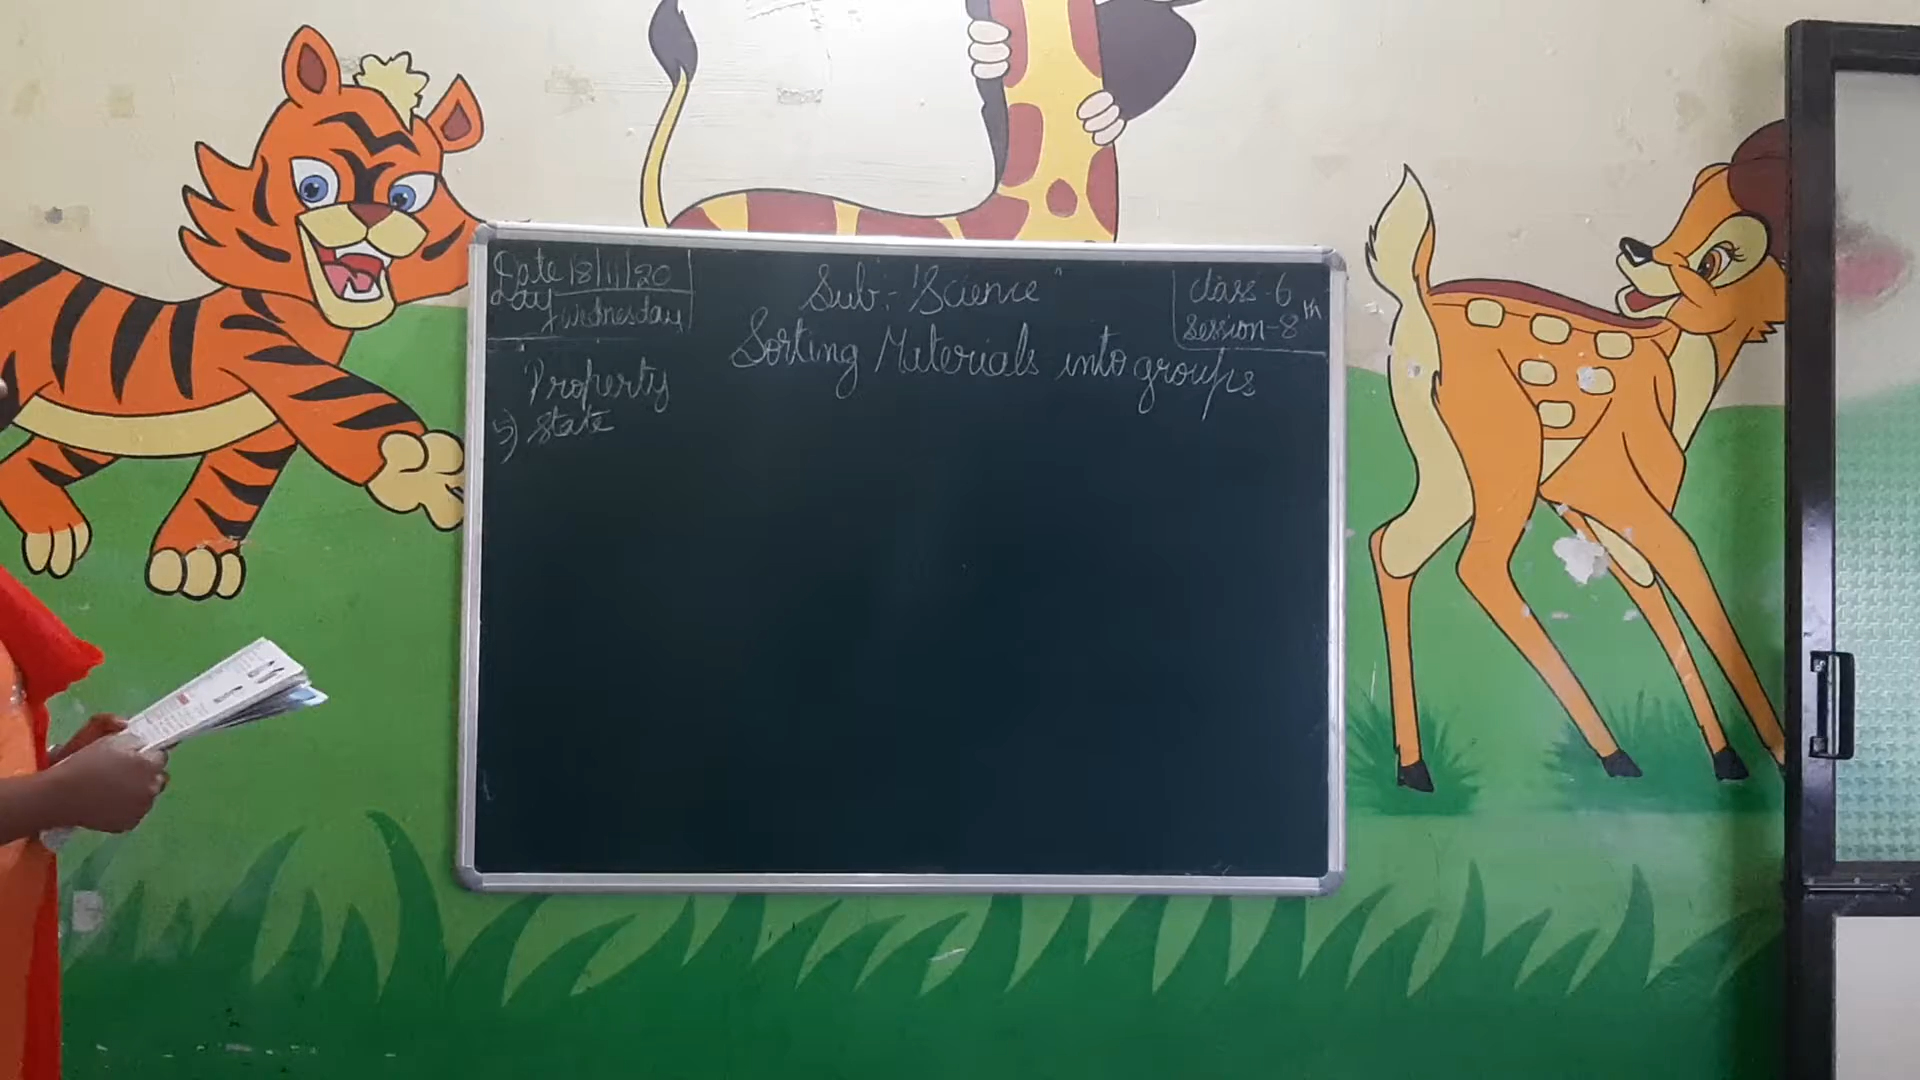 Date 18/11/20
Day Wednesday
Sub:- "Science"
Class-6
Session-8th
Sorting Materials into groups
Property
5) State